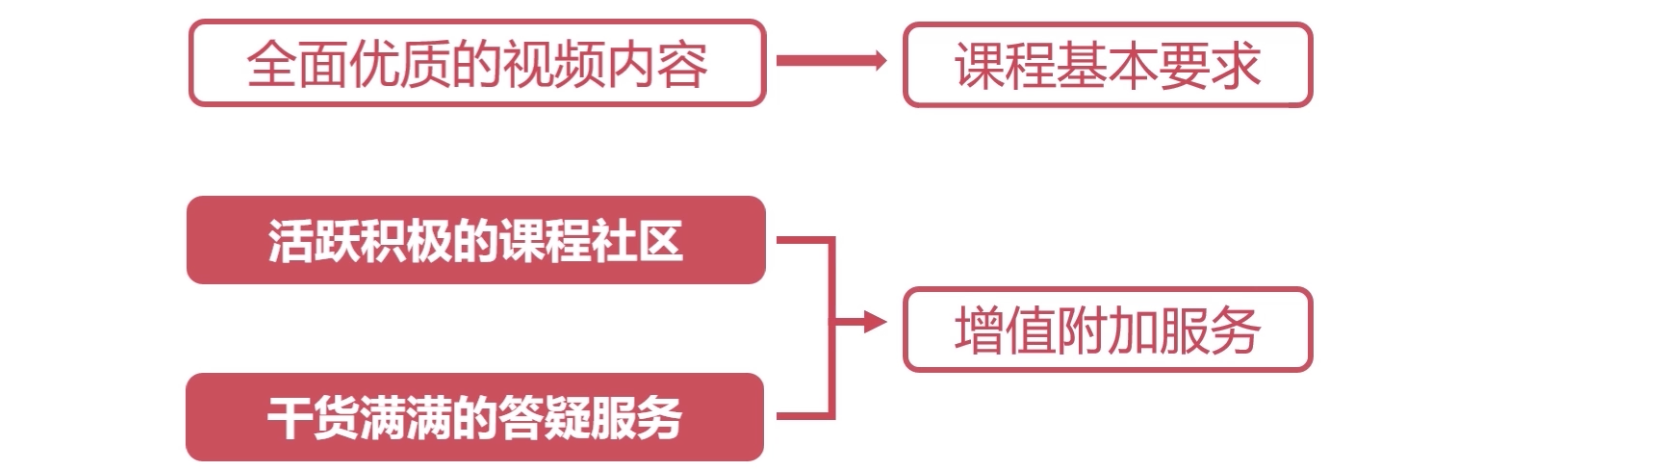 全面优质的视频内容
课程基本要求
活跃积极的课程社区
增值附加服务
干货满满的答疑服务